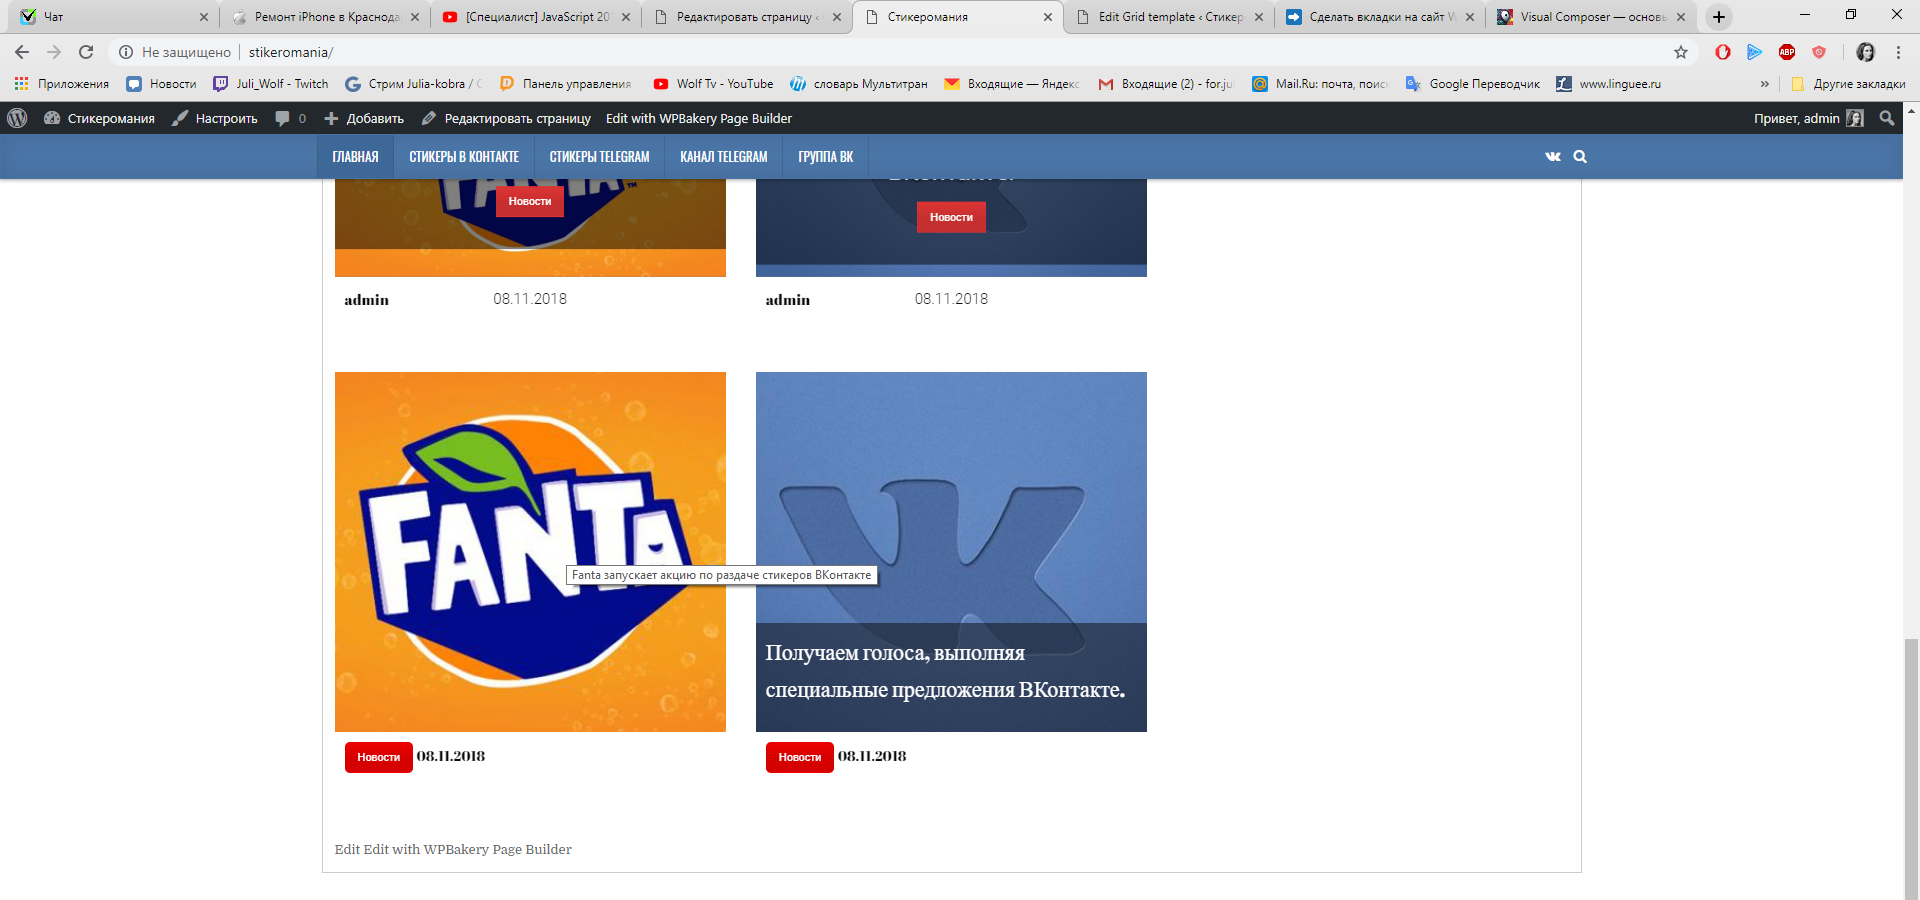 Чат
Ремонт iPhone в Краснода
[Специалист] JavaScript 20
Редактировать страницу ‹
Стикеромания
Edit Grid template ‹ Стикер
Сделать вкладки на сайт W
Visual Composer — основы
Не защищено
stikeromania/
Приложения
Новости
Juli_Wolf - Twitch
Стрим Julia-kobra /
Панель управления
Wolf Tv - YouTube
словарь Мультитран
Входящие — Яндекс
Входящие (2) - for.ju
Mail.Ru: почта, поис
Google Переводчик
www.linguee.ru
»
Другие закладки
Стикеромания
Настроить
0
Добавить
Редактировать страницу
Edit with WPBakery Page Builder
Привет, admin
ГЛАВНАЯ
СТИКЕРЫ В КОНТАКТЕ
СТИКЕРЫ TELEGRAM
КАНАЛ TELEGRAM
ГРУППА ВК
Новости
Новости
admin
08.11.2018
admin
08.11.2018
FANTA
Fanta запускает акцию по раздаче стикеров ВКонтакте
Получаем голоса, выполняя
специальные предложения ВКонтакте.
Новости 08.11.2018
Новости 08.11.2018
Edit Edit with WPBakery Page Builder